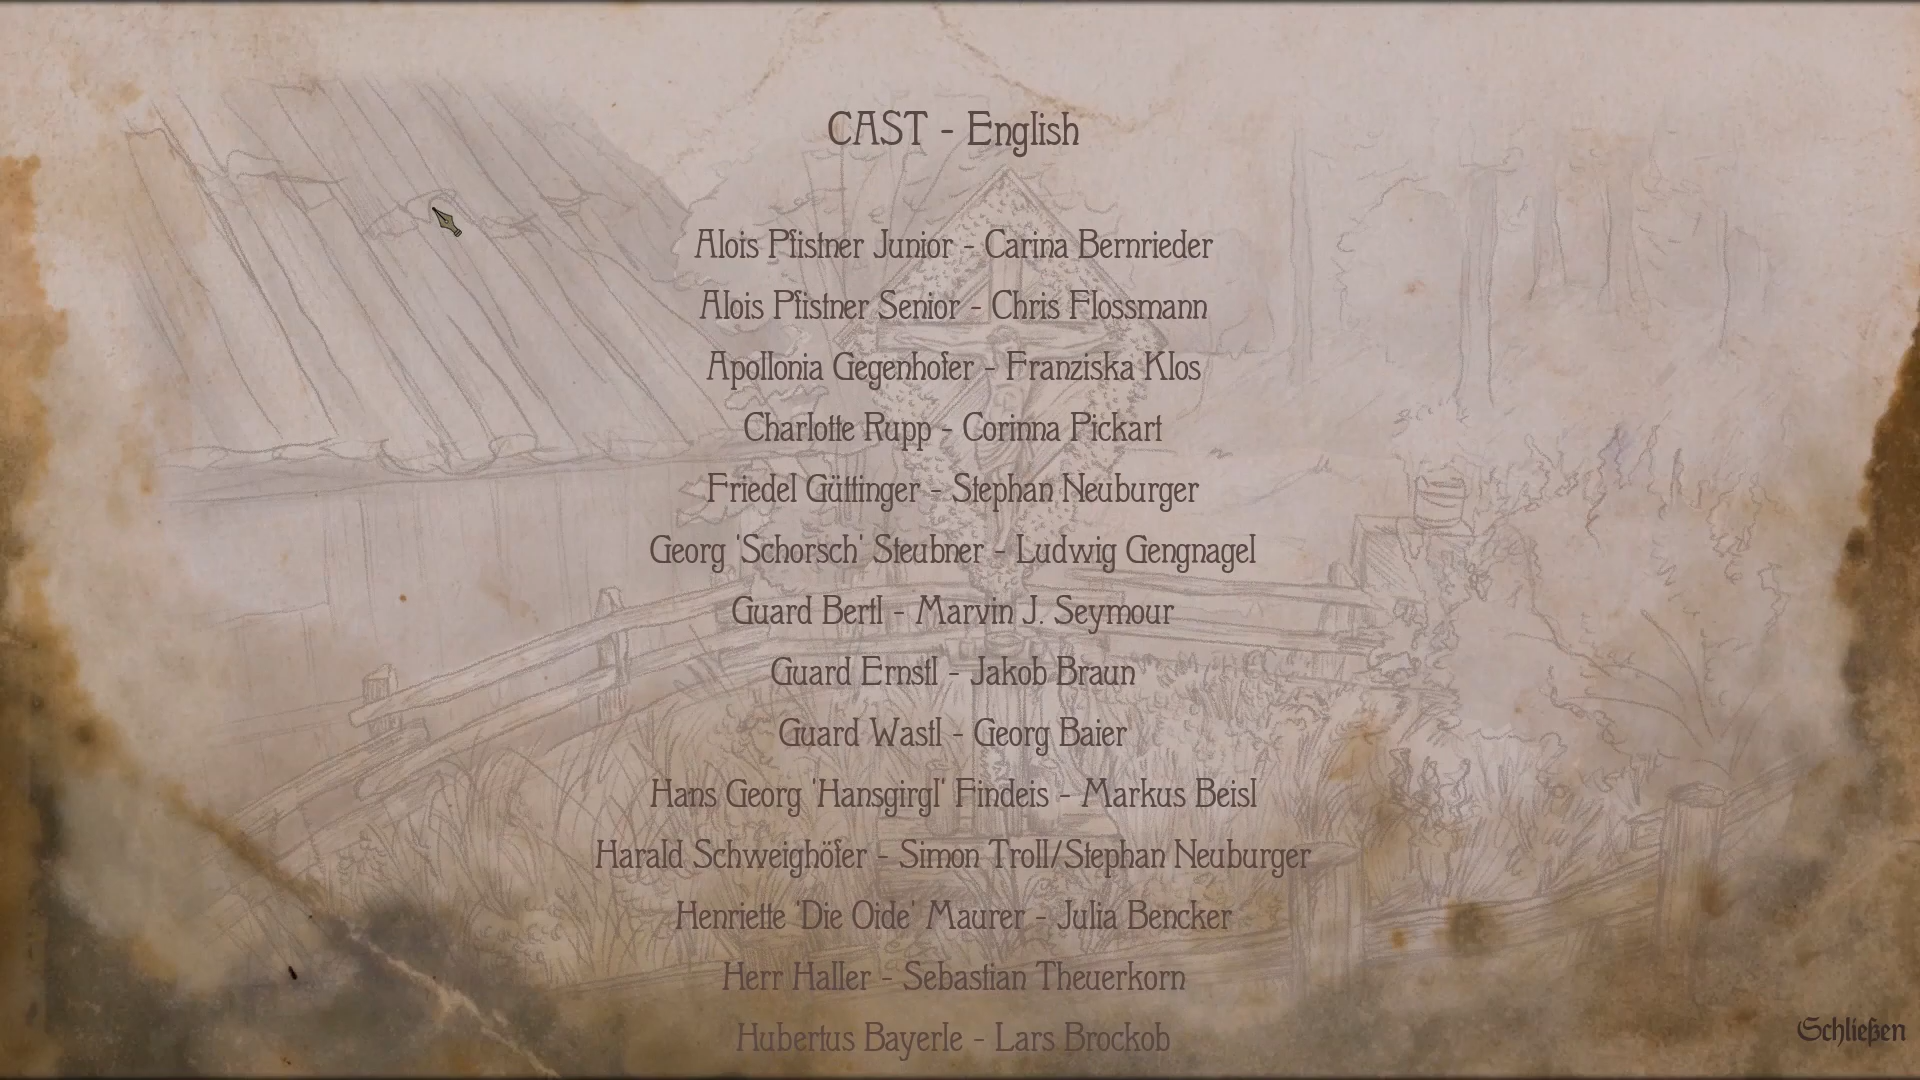 CAST - English
Alois Pfistner Junior - Carina Bernrieder
Alois Pfistner Senior - Chris Flossmann
Apollonia Gegenhofer - Franziska Klos
Charlotte Rupp - Corinna Pickart
Friedel Güttinger - Stephan Neuburger
Georg 'Schorsch' Steubner - Ludwig Gengnagel
Guard Bertl - Marvin J. Seymour
Guard Ernstl - Jakob Braun
Guard Wastl - Georg Baier
Hans Georg 'Hansgirgl' Findeis - Markus Beisl
Harald Schweighöfer - Simon Troll/Stephan Neuburger
Henriette 'Die Oide' Maurer - Julia Bencker
Herr Haller - Sebastian Theuerkorn
Hubertus Bayerle - Lars Brockob
Schließen